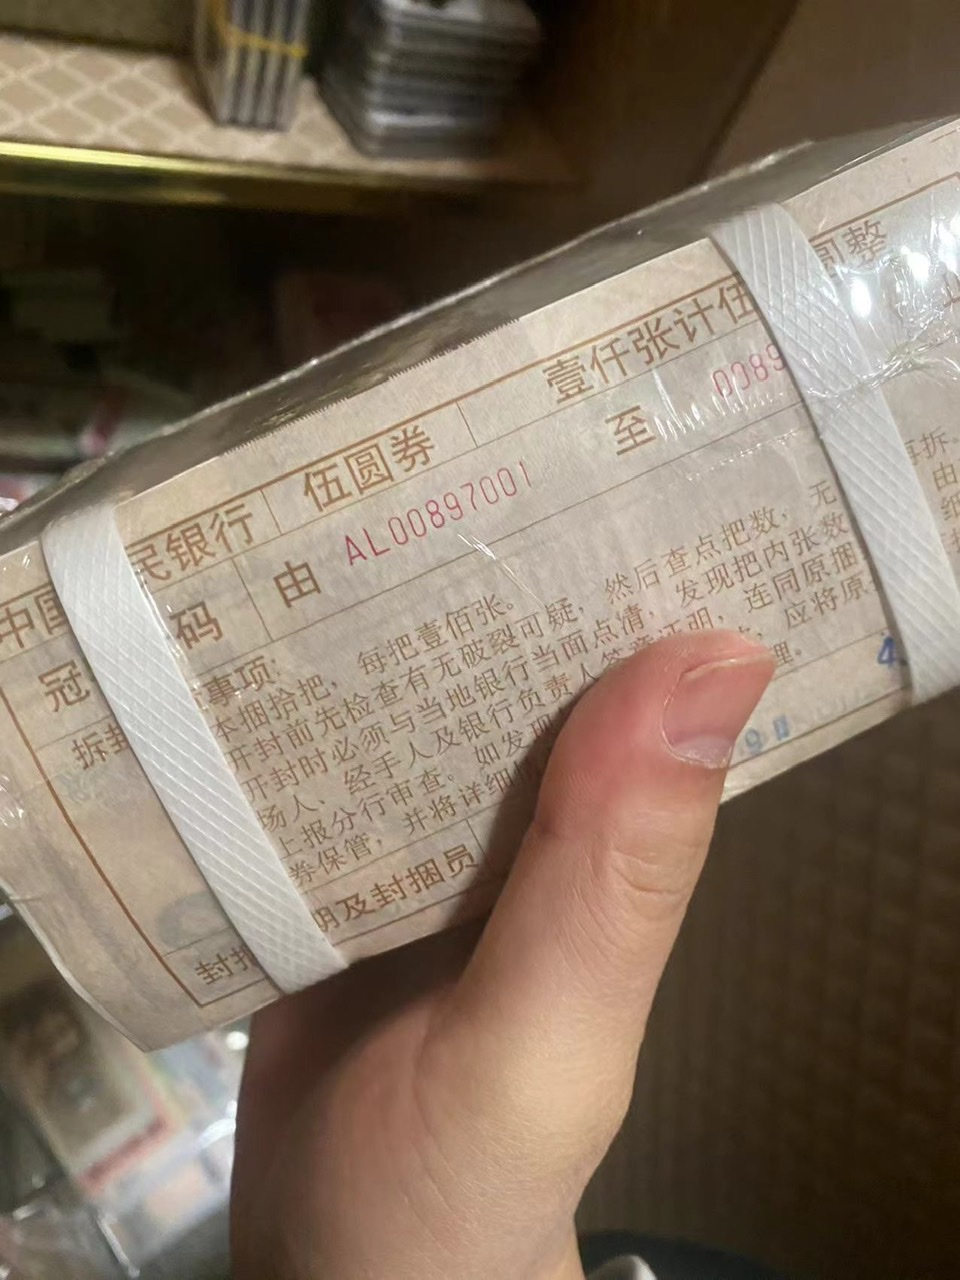 中国 民银行 伍圆券 壹仟张计伍 圆整
冠 码 由 AL00897001 至 0089
拆封 事项：
本捆拾把， 每把壹佰张。
开封前先检查有无破裂可疑， 然后查点把数， 无 再拆。
开封时必须与当地银行当面点清， 发现把内张数 由
场人、经手人及银行负责人 证明， 连同原捆 细
上报分行审查。如发现 应将原
券保管， 并将详细 理。
封 明及封捆员